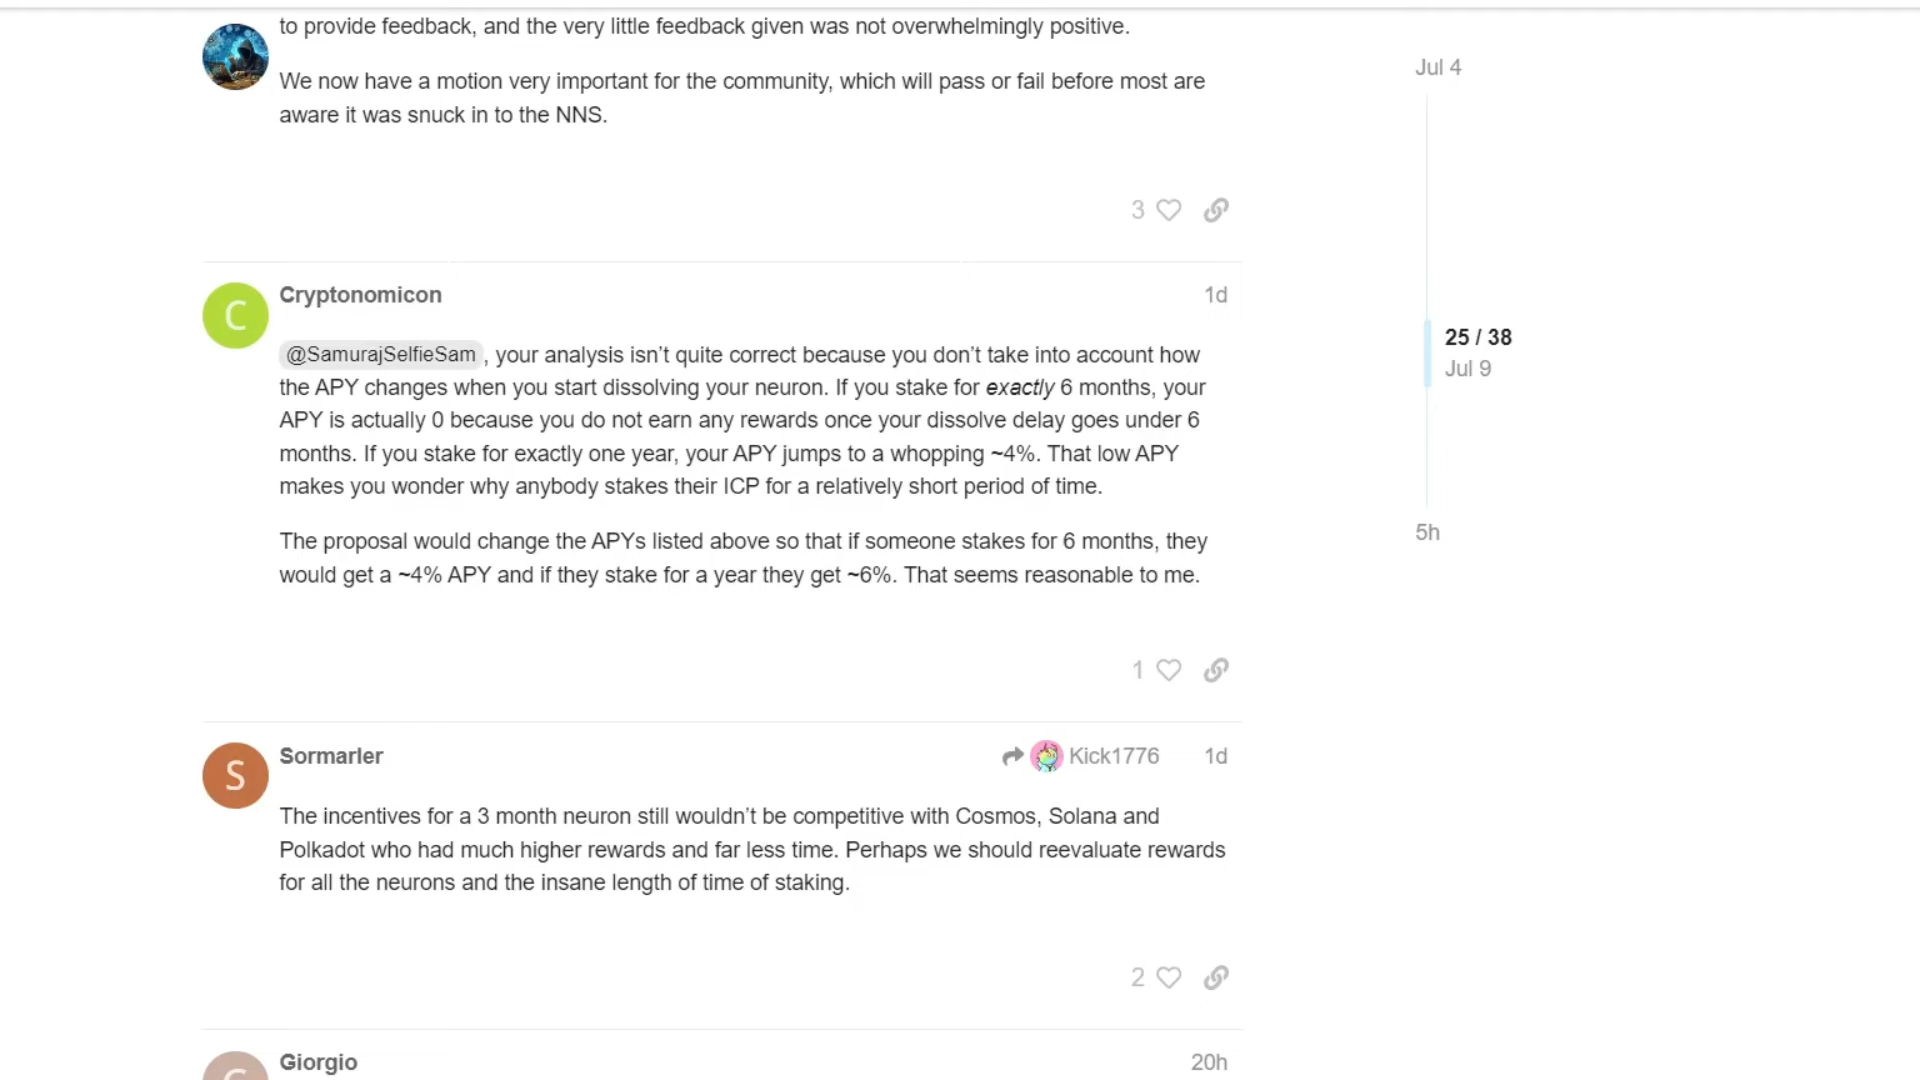 to provide feedback, and the very little feedback given was not overwhelmingly positive.
We now have a motion very important for the community, which will pass or fail before most are
aware it was snuck in to the NNS.
3
C
Cryptonomicon 1d
@SamurajSelfieSam , your analysis isn’t quite correct because you don’t take into account how
the APY changes when you start dissolving your neuron. If you stake for exactly 6 months, your
APY is actually 0 because you do not earn any rewards once your dissolve delay goes under 6
months. If you stake for exactly one year, your APY jumps to a whopping ~4%. That low APY
makes you wonder why anybody stakes their ICP for a relatively short period of time.
The proposal would change the APYs listed above so that if someone stakes for 6 months, they
would get a ~4% APY and if they stake for a year they get ~6%. That seems reasonable to me.
1
S
Sormarler Kick1776 1d
The incentives for a 3 month neuron still wouldn’t be competitive with Cosmos, Solana and
Polkadot who had much higher rewards and far less time. Perhaps we should reevaluate rewards
for all the neurons and the insane length of time of staking.
2
Giorgio 20h
Jul 4
25 / 38
Jul 9
5h